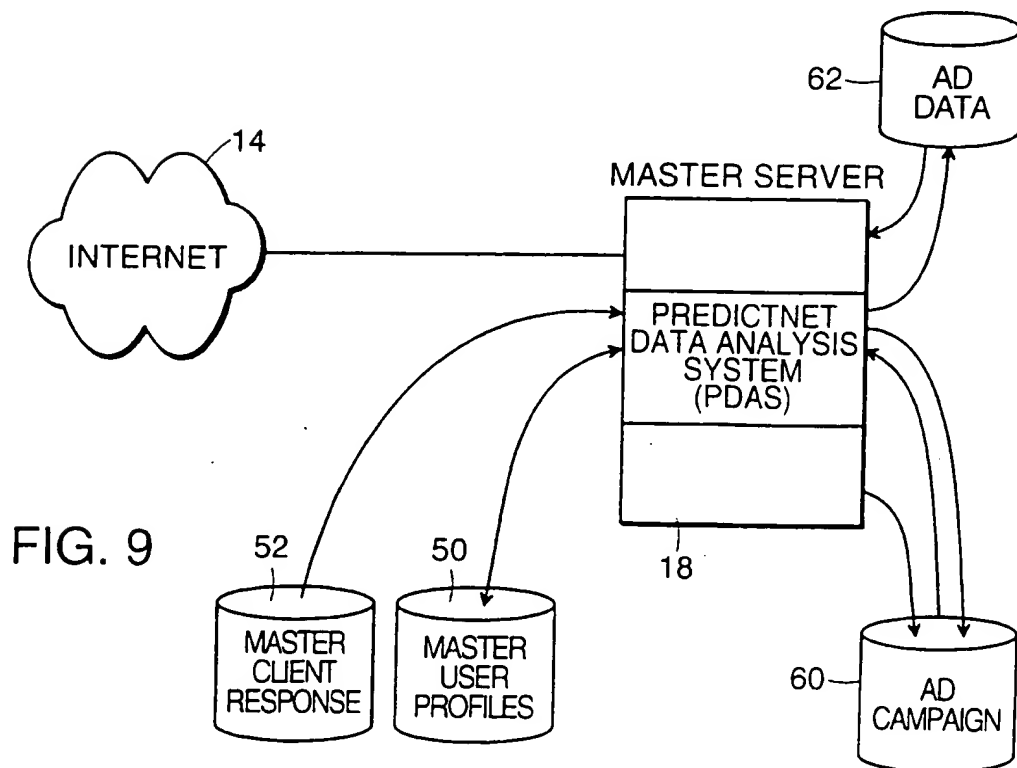 62
AD
DATA
14
INTERNET
MASTER SERVER
PREDICTNET
DATA ANALYSIS
SYSTEM
(PDAS)
FIG. 9
52
MASTER
CLIENT
RESPONSE
50
MASTER
USER
PROFILES
18
60
AD
CAMPAIGN